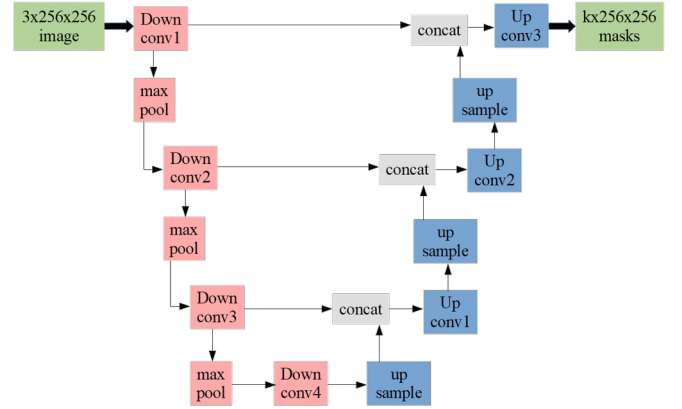 3x256x256
image
Down
conv1
concat
Up
conv3
kx256x256
masks
max
pool
up
sample
Down
conv2
concat
Up
conv2
max
pool
up
sample
Down
conv3
concat
Up
conv1
max
pool
Down
conv4
up
sample